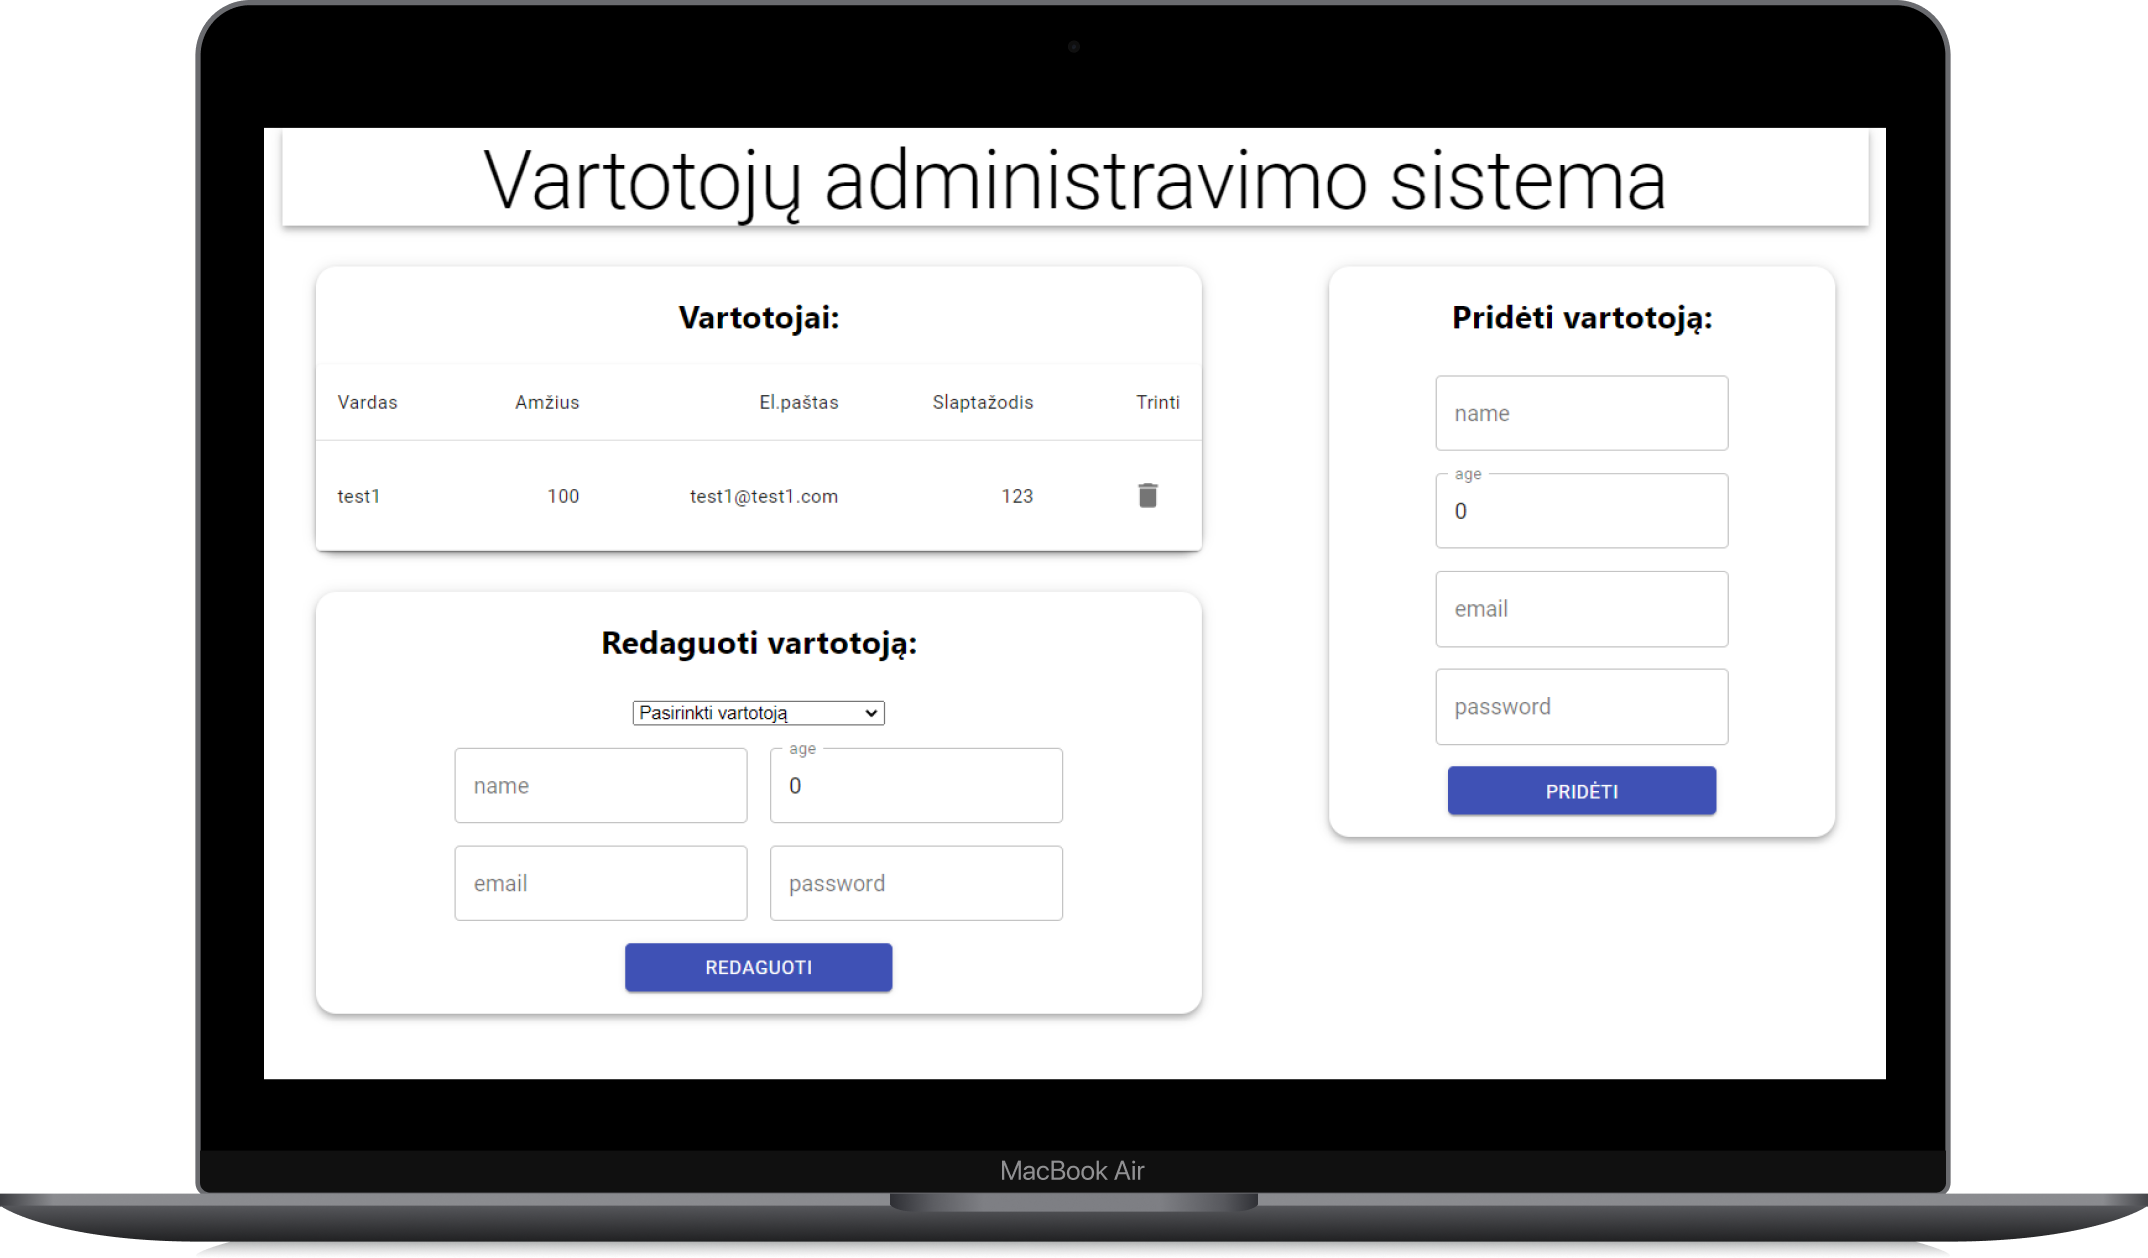 Vartotojų administravimo sistema
Vartotojai:
Vardas Amžius El.paštas Slaptažodis Trinti
test1 100 test1@test1.com 123
Redaguoti vartotoją:
Pasirinkti vartotoją
name
age
0
email
password
REDAGUOTI
Pridėti vartotoją:
name
age
0
email
password
PRIDĖTI
MacBook Air